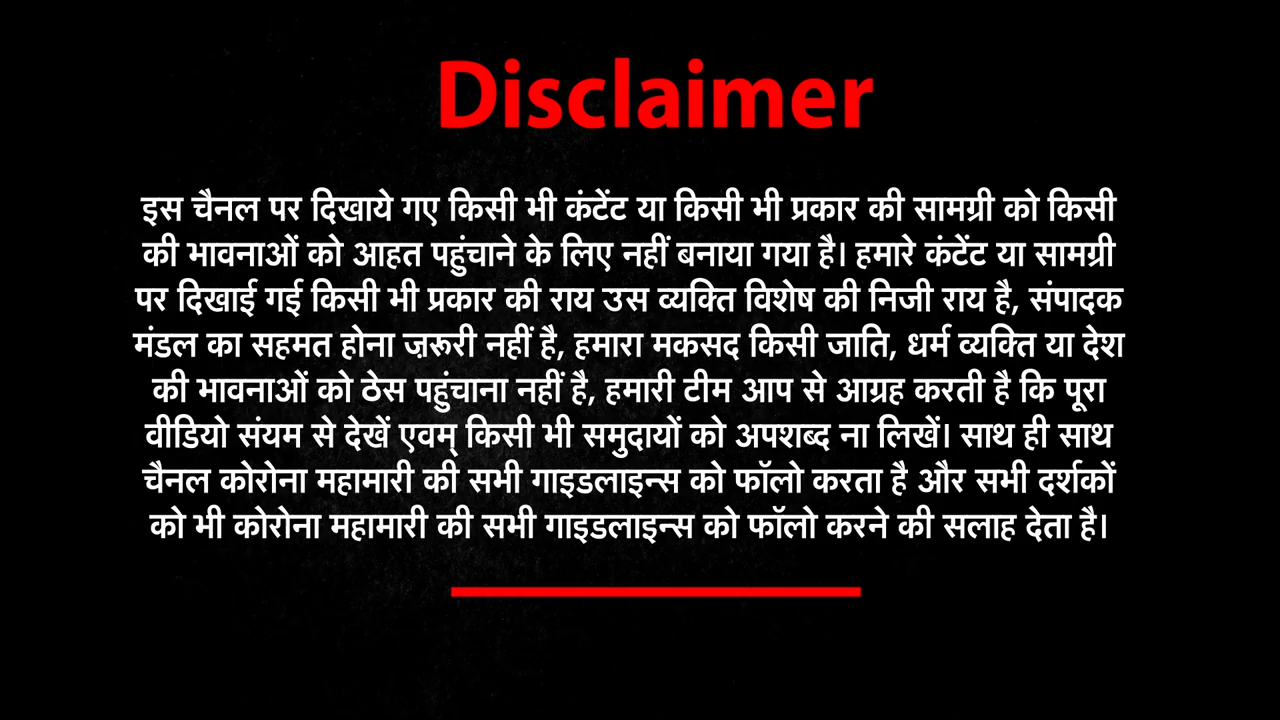 Disclaimer
इस चैनल पर दिखाये गए किसी भी कंटेंट या किसी भी प्रकार की सामग्री को किसी
की भावनाओं को आहत पहुंचाने के लिए नहीं बनाया गया है। हमारे कंटेंट या सामग्री
पर दिखाई गई किसी भी प्रकार की राय उस व्यक्ति विशेष की निजी राय है, संपादक
मंडल का सहमत होना ज़रूरी नहीं है, हमारा मकसद किसी जाति, धर्म व्यक्ति या देश
की भावनाओं को ठेस पहुंचाना नहीं है, हमारी टीम आप से आग्रह करती है कि पूरा
वीडियो संयम से देखें एवम् किसी भी समुदायों को अपशब्द ना लिखें। साथ ही साथ
चैनल कोरोना महामारी की सभी गाइडलाइन्स को फॉलो करता है और सभी दर्शकों
को भी कोरोना महामारी की सभी गाइडलाइन्स को फॉलो करने की सलाह देता है।